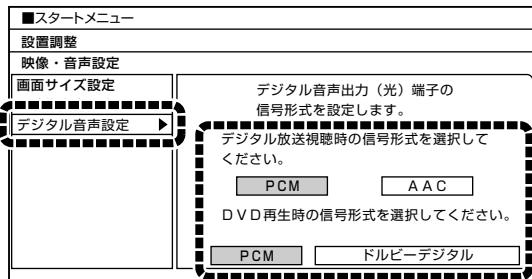 ■スタートメニュー
設置調整
映像・音声設定
画面サイズ設定
デジタル音声設定 ▶
デジタル音声出力（光）端子の
信号形式を設定します。
デジタル放送視聴時の信号形式を選択して
ください。
PCM AAC
DVD再生時の信号形式を選択してください。
PCM ドルビーデジタル